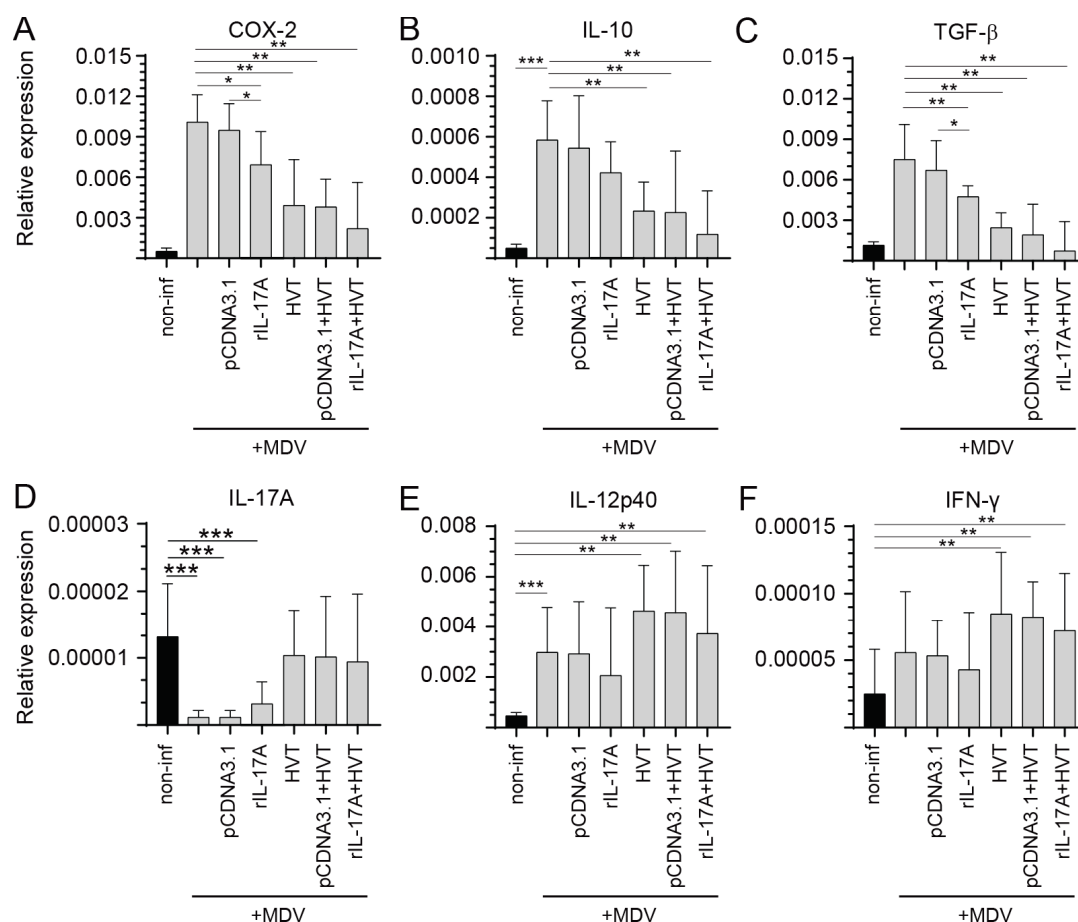 A
COX-2
Relative expression
0.015
0.012
0.009
0.006
0.003
**
**
**
*
*
non-inf
pCDNA3.1
rIL-17A
HVT
pCDNA3.1+HVT
rIL-17A+HVT
+MDV
B
IL-10
0.0010
0.0008
0.0006
0.0004
0.0002
***
**
**
**
non-inf
pCDNA3.1
rIL-17A
HVT
pCDNA3.1+HVT
rIL-17A+HVT
+MDV
C
TGF-β
0.015
0.012
0.009
0.006
0.003
**
**
**
**
*
non-inf
pCDNA3.1
rIL-17A
HVT
pCDNA3.1+HVT
rIL-17A+HVT
+MDV
D
IL-17A
Relative expression
0.00003
0.00002
0.00001
***
***
***
non-inf
pCDNA3.1
rIL-17A
HVT
pCDNA3.1+HVT
rIL-17A+HVT
+MDV
E
IL-12p40
0.008
0.006
0.004
0.002
**
**
**
***
non-inf
pCDNA3.1
rIL-17A
HVT
pCDNA3.1+HVT
rIL-17A+HVT
+MDV
F
IFN-γ
0.00015
0.00010
0.00005
**
**
**
non-inf
pCDNA3.1
rIL-17A
HVT
pCDNA3.1+HVT
rIL-17A+HVT
+MDV